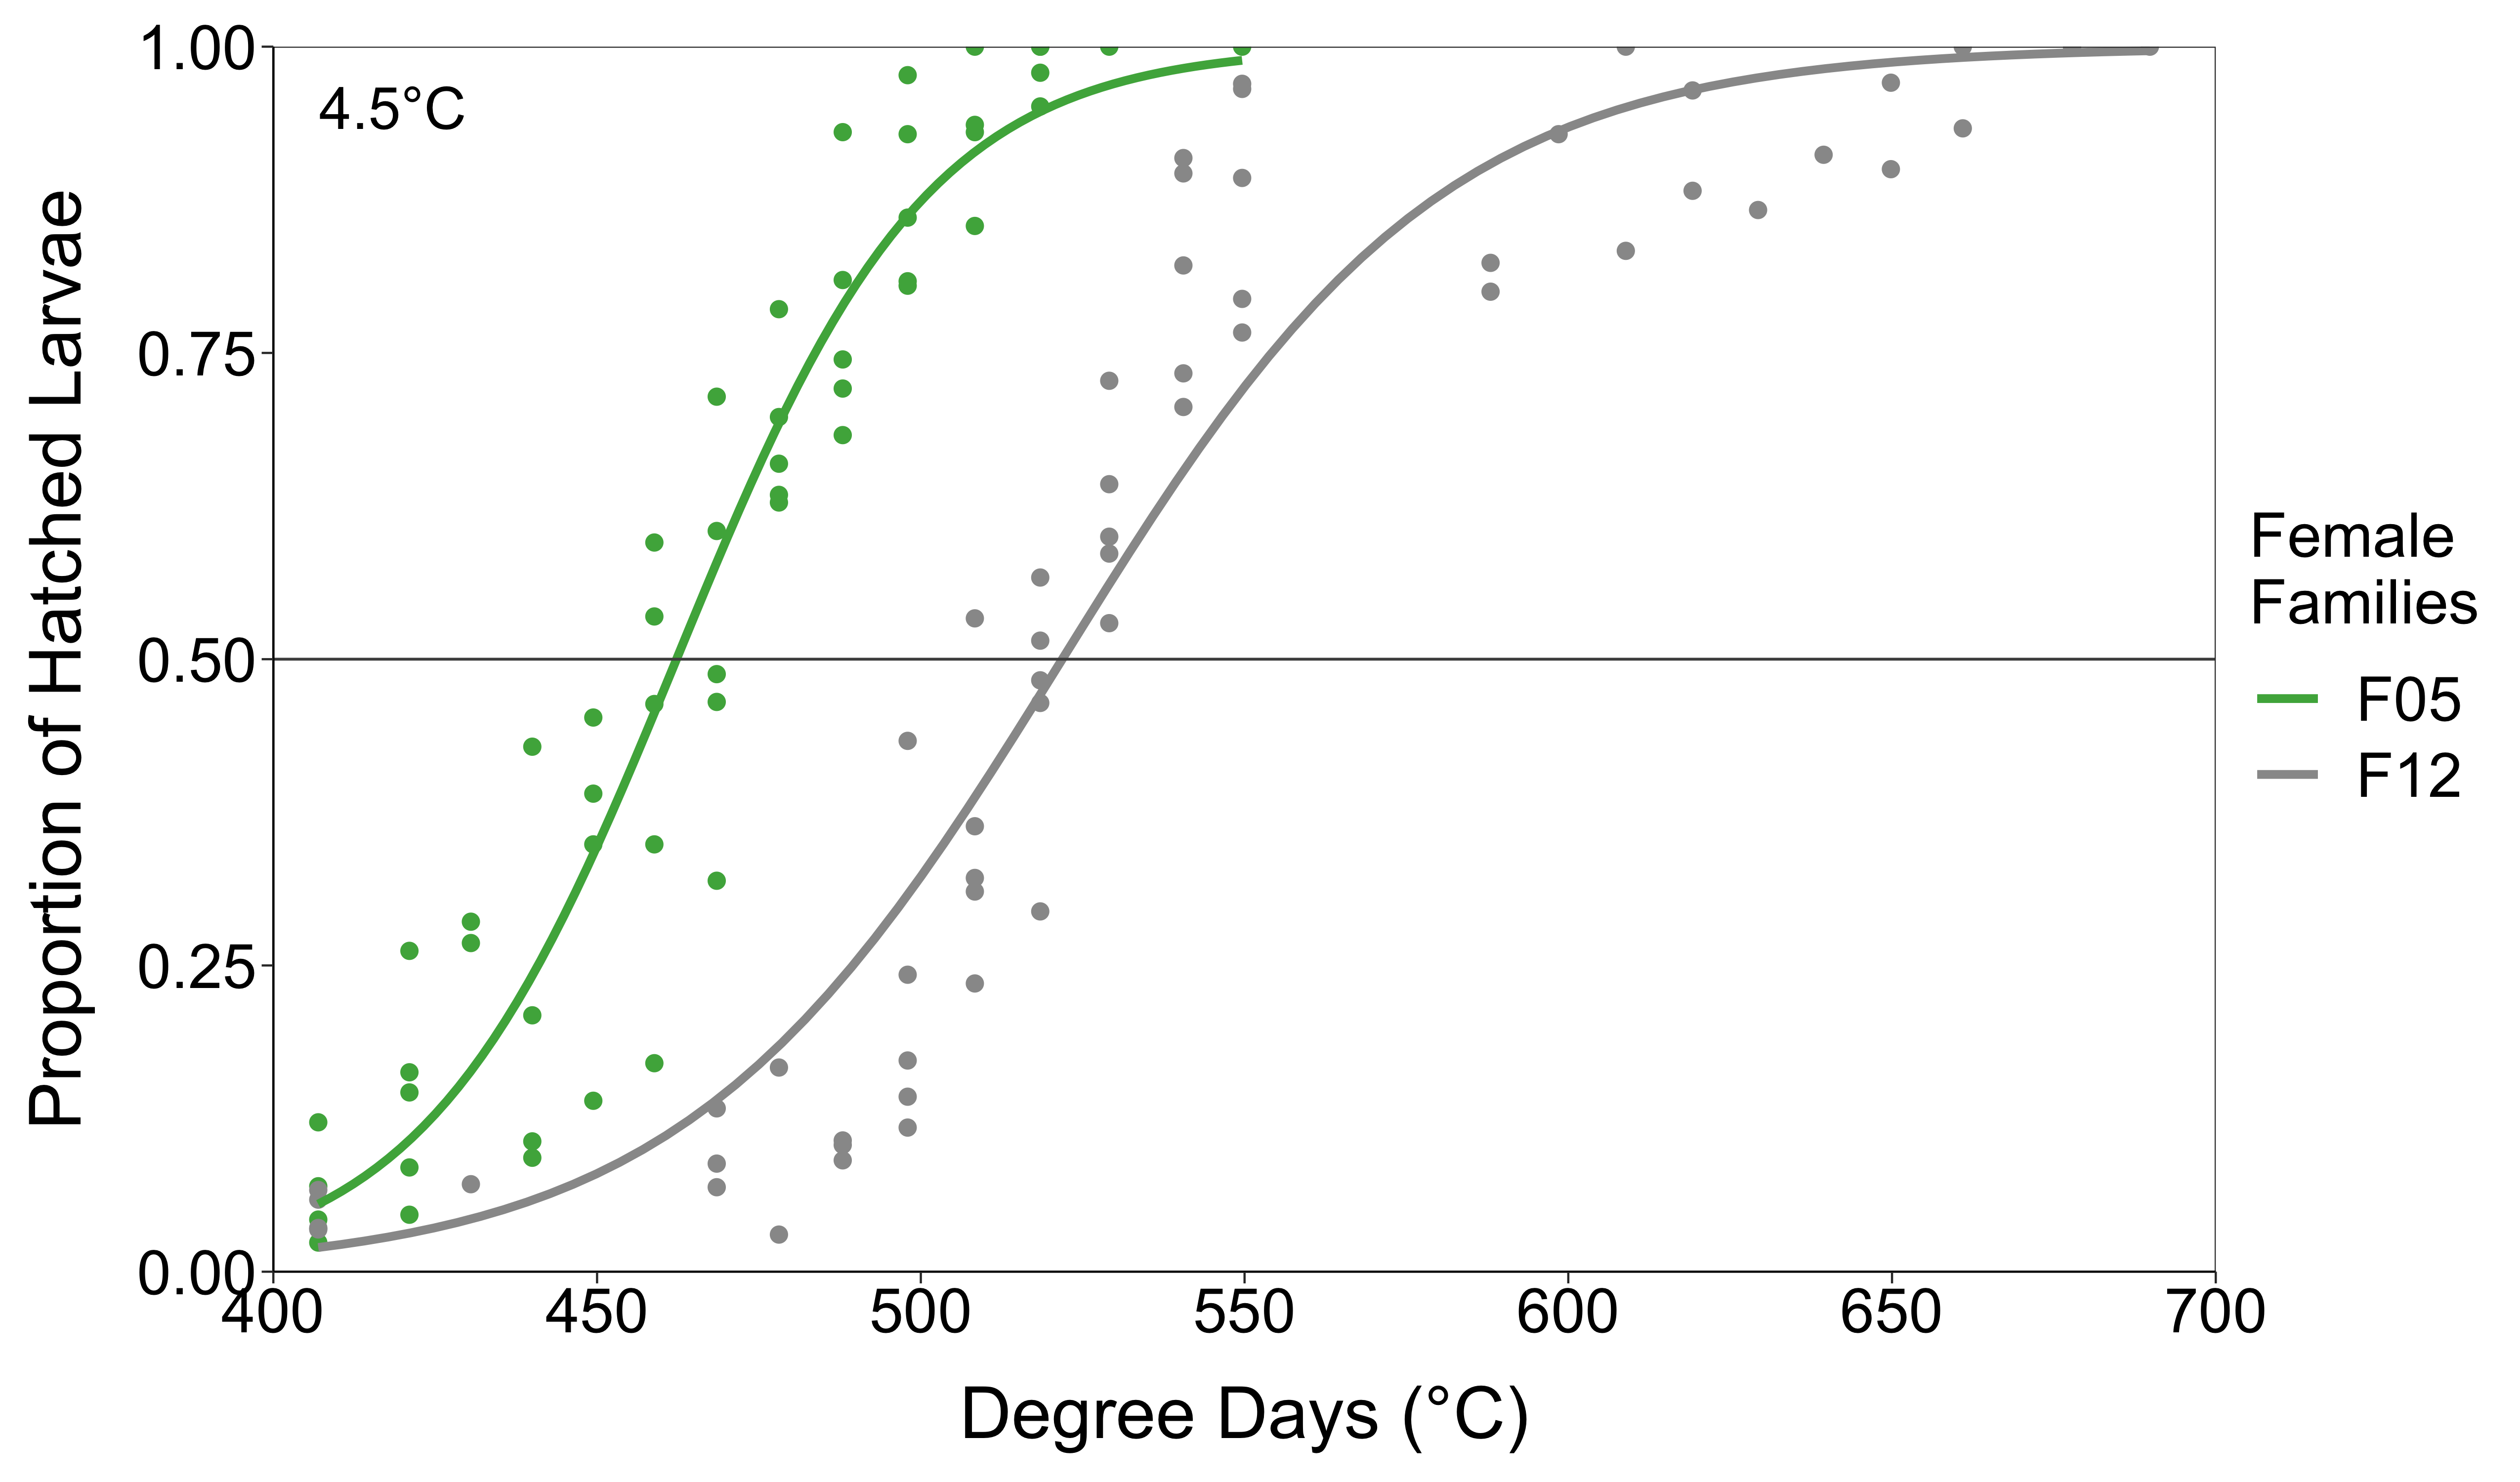 1.00
4.5°C
0.75
0.50
0.25
0.00
Proportion of Hatched Larvae
400 450 500 550 600 650 700
Degree Days (°C)
Female
Families
F05
F12